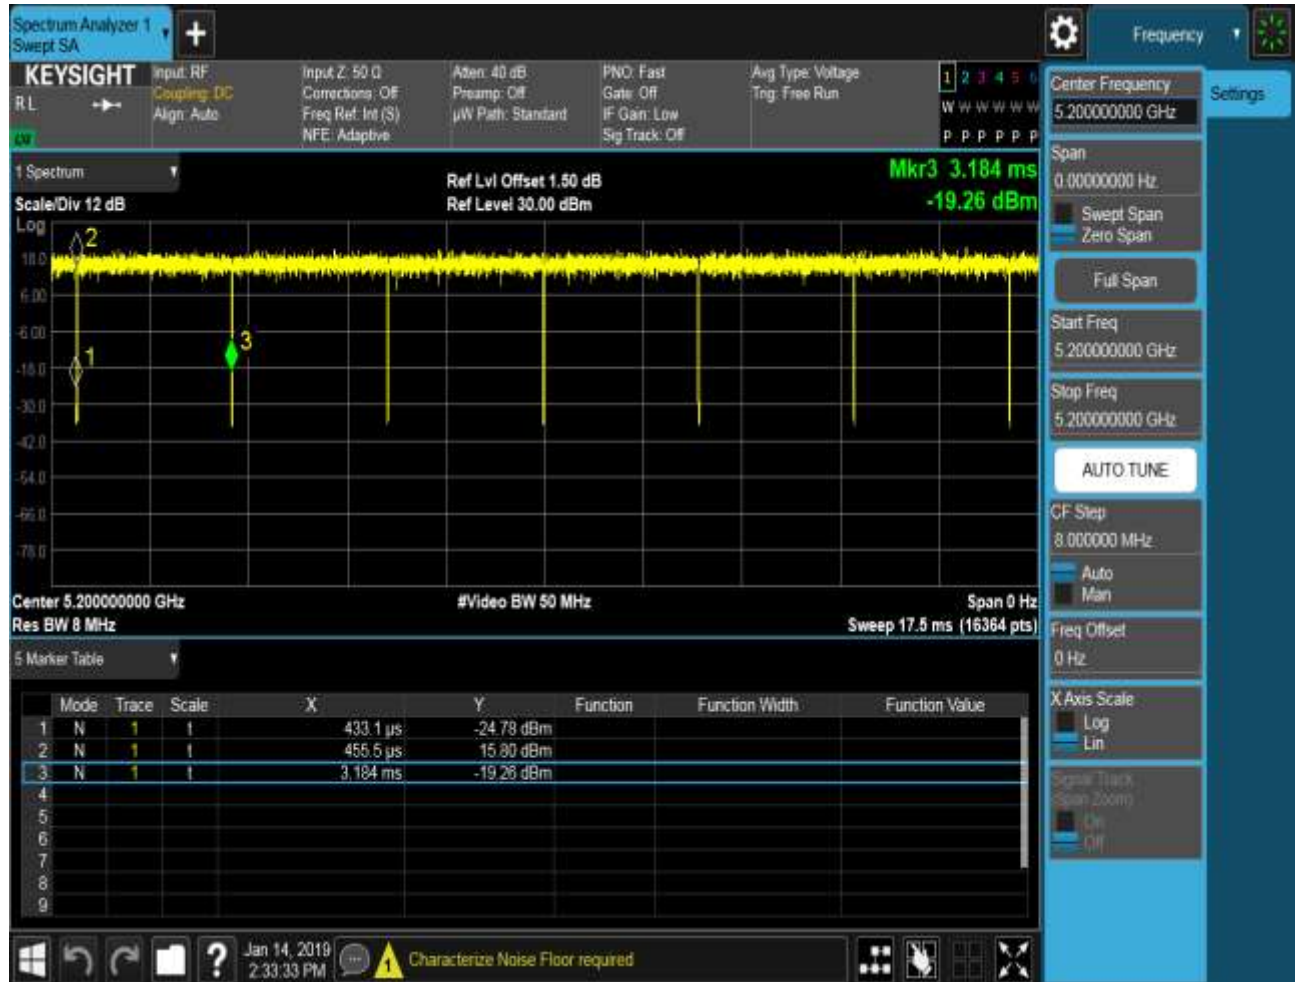 Spectrum Analyzer 1
Swept SA
Frequency
KEYSIGHT
RL
Input: RF
Coupling: DC
Align: Auto
Input Z: 50 Ω
Corrections: Off
Freq Ref: Int (S)
NFE: Adaptive
Atten: 40 dB
Preamp: Off
µW Path: Standard
PNO: Fast
Gate: Off
IF Gain: Low
Sig Track: Off
Avg Type: Voltage
Trig: Free Run
1 2 3 4 5 6
W W W W W W
P P P P P P
1 Spectrum
Scale/Div 12 dB
Ref Lvl Offset 1.50 dB
Ref Level 30.00 dBm
Mkr3 3.184 ms
-19.26 dBm
Log
18.0
6.00
-6.00
-18.0
-30.0
-42.0
-54.0
-66.0
-78.0
2
1
3
Center 5.200000000 GHz
Res BW 8 MHz
#Video BW 50 MHz
Span 0 Hz
Sweep 17.5 ms (16364 pts)
5 Marker Table
Mode Trace Scale X Y Function Function Width Function Value
1 N 1 t 433.1 µs -24.78 dBm
2 N 1 t 455.5 µs 15.80 dBm
3 N 1 t 3.184 ms -19.26 dBm
4
5
6
7
8
9
Jan 14, 2019
2:33:33 PM
1
Characterize Noise Floor required
Settings
Center Frequency
5.200000000 GHz
Span
0.00000000 Hz
Swept Span
Zero Span
Full Span
Start Freq
5.200000000 GHz
Stop Freq
5.200000000 GHz
AUTO TUNE
CF Step
8.000000 MHz
Auto
Man
Freq Offset
0 Hz
X Axis Scale
Log
Lin
Signal Track
(Span Zoom)
On
Off